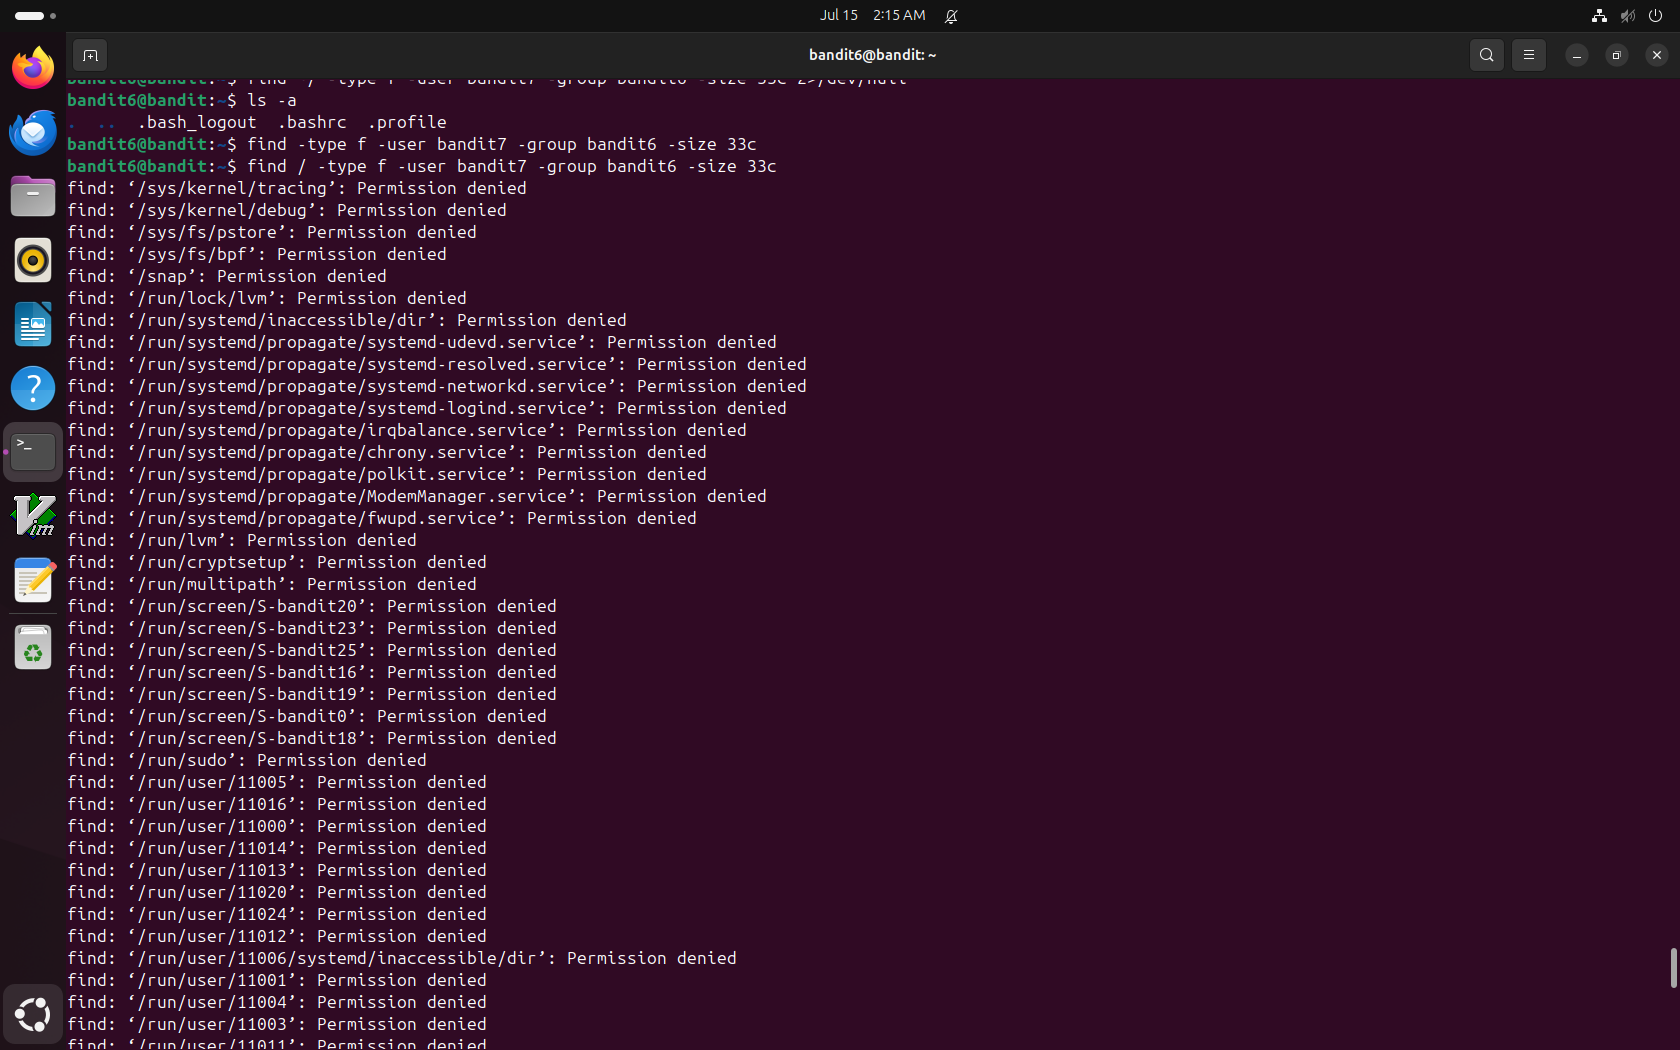 Jul 15 2:15 AM
bandit6@bandit: ~
bandit6@bandit:~$ find / -type f -user bandit7 -group bandit6 -size 33c 2>/dev/null
bandit6@bandit:~$ ls -a
. .. .bash_logout .bashrc .profile
bandit6@bandit:~$ find -type f -user bandit7 -group bandit6 -size 33c
bandit6@bandit:~$ find / -type f -user bandit7 -group bandit6 -size 33c
find: ‘/sys/kernel/tracing’: Permission denied
find: ‘/sys/kernel/debug’: Permission denied
find: ‘/sys/fs/pstore’: Permission denied
find: ‘/sys/fs/bpf’: Permission denied
find: ‘/snap’: Permission denied
find: ‘/run/lock/lvm’: Permission denied
find: ‘/run/systemd/inaccessible/dir’: Permission denied
find: ‘/run/systemd/propagate/systemd-udevd.service’: Permission denied
find: ‘/run/systemd/propagate/systemd-resolved.service’: Permission denied
find: ‘/run/systemd/propagate/systemd-networkd.service’: Permission denied
find: ‘/run/systemd/propagate/systemd-logind.service’: Permission denied
find: ‘/run/systemd/propagate/irqbalance.service’: Permission denied
find: ‘/run/systemd/propagate/chrony.service’: Permission denied
find: ‘/run/systemd/propagate/polkit.service’: Permission denied
find: ‘/run/systemd/propagate/ModemManager.service’: Permission denied
find: ‘/run/systemd/propagate/fwupd.service’: Permission denied
find: ‘/run/lvm’: Permission denied
find: ‘/run/cryptsetup’: Permission denied
find: ‘/run/multipath’: Permission denied
find: ‘/run/screen/S-bandit20’: Permission denied
find: ‘/run/screen/S-bandit23’: Permission denied
find: ‘/run/screen/S-bandit25’: Permission denied
find: ‘/run/screen/S-bandit16’: Permission denied
find: ‘/run/screen/S-bandit19’: Permission denied
find: ‘/run/screen/S-bandit0’: Permission denied
find: ‘/run/screen/S-bandit18’: Permission denied
find: ‘/run/sudo’: Permission denied
find: ‘/run/user/11005’: Permission denied
find: ‘/run/user/11016’: Permission denied
find: ‘/run/user/11000’: Permission denied
find: ‘/run/user/11014’: Permission denied
find: ‘/run/user/11013’: Permission denied
find: ‘/run/user/11020’: Permission denied
find: ‘/run/user/11024’: Permission denied
find: ‘/run/user/11012’: Permission denied
find: ‘/run/user/11006/systemd/inaccessible/dir’: Permission denied
find: ‘/run/user/11001’: Permission denied
find: ‘/run/user/11004’: Permission denied
find: ‘/run/user/11003’: Permission denied
find: ‘/run/user/11011’: Permission denied